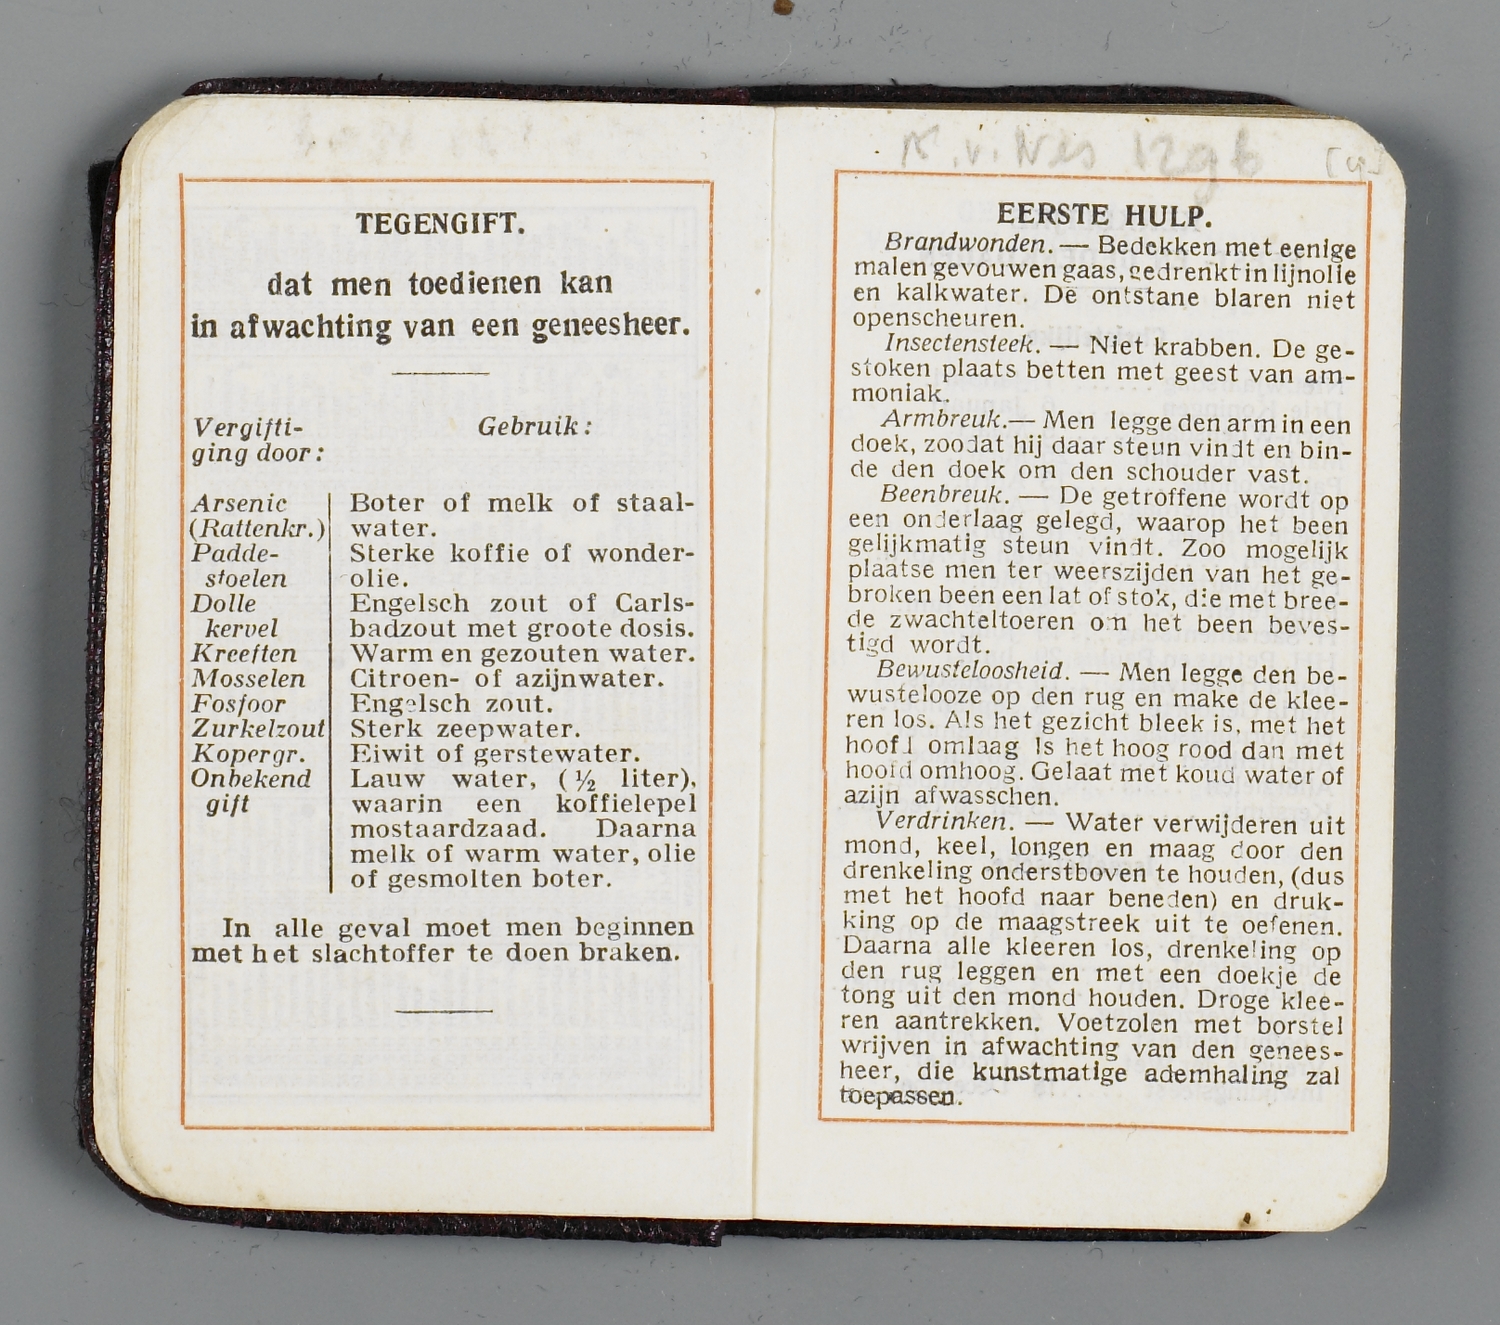 TEGENGIFT.
dat men toedienen kan
in afwachting van een geneesheer.
Vergifti-
ging door:
Gebruik:
Arsenic
(Rattenkr.)
Boter of melk of staal-
water.
Padde-
stoelen
Sterke koffie of wonder-
olie.
Dolle
kervel
Engelsch zout of Carls-
badzout met groote dosis.
Kreeften
Warm en gezouten water.
Mosselen
Citroen- of azijnwater.
Fosfoor
Engelsch zout.
Zurkelzout
Sterk zeepwater.
Kopergr.
Eiwit of gerstewater.
Onbekend
gift
Lauw water, (½ liter),
waarin een koffielepel
mostaardzaad. Daarna
melk of warm water, olie
of gesmolten boter.
In alle geval moet men beginnen
met het slachtoffer te doen braken.
v. Nes 1296 [4]
EERSTE HULP.
Brandwonden. — Bedekken met eenige
malen gevouwen gaas, gedrenkt in lijnolie
en kalkwater. De ontstane blaren niet
openscheuren.
Insectensteek. — Niet krabben. De ge-
stoken plaats betten met geest van am-
moniak.
Armbreuk.— Men legge den arm in een
doek, zoodat hij daar steun vindt en bin-
de den doek om den schouder vast.
Beenbreuk. — De getroffene wordt op
een onderlaag gelegd, waarop het been
gelijkmatig steun vindt. Zoo mogelijk
plaatse men ter weerszijden van het ge-
broken been een lat of stok, die met bree-
de zwachteltoeren om het been beves-
tigd wordt.
Bewusteloosheid. — Men legge den be-
wustelooze op den rug en make de klee-
ren los. Als het gezicht bleek is, met het
hoofd omlaag Is het hoog rood dan met
hoofd omhoog. Gelaat met koud water of
azijn afwasschen.
Verdrinken. — Water verwijderen uit
mond, keel, longen en maag door den
drenkeling onderstboven te houden, (dus
met het hoofd naar beneden) en druk-
king op de maagstreek uit te oefenen.
Daarna alle kleeren los, drenkeling op
den rug leggen en met een doekje de
tong uit den mond houden. Droge klee-
ren aantrekken. Voetzolen met borstel
wrijven in afwachting van den genees-
heer, die kunstmatige ademhaling zal
toepassen.